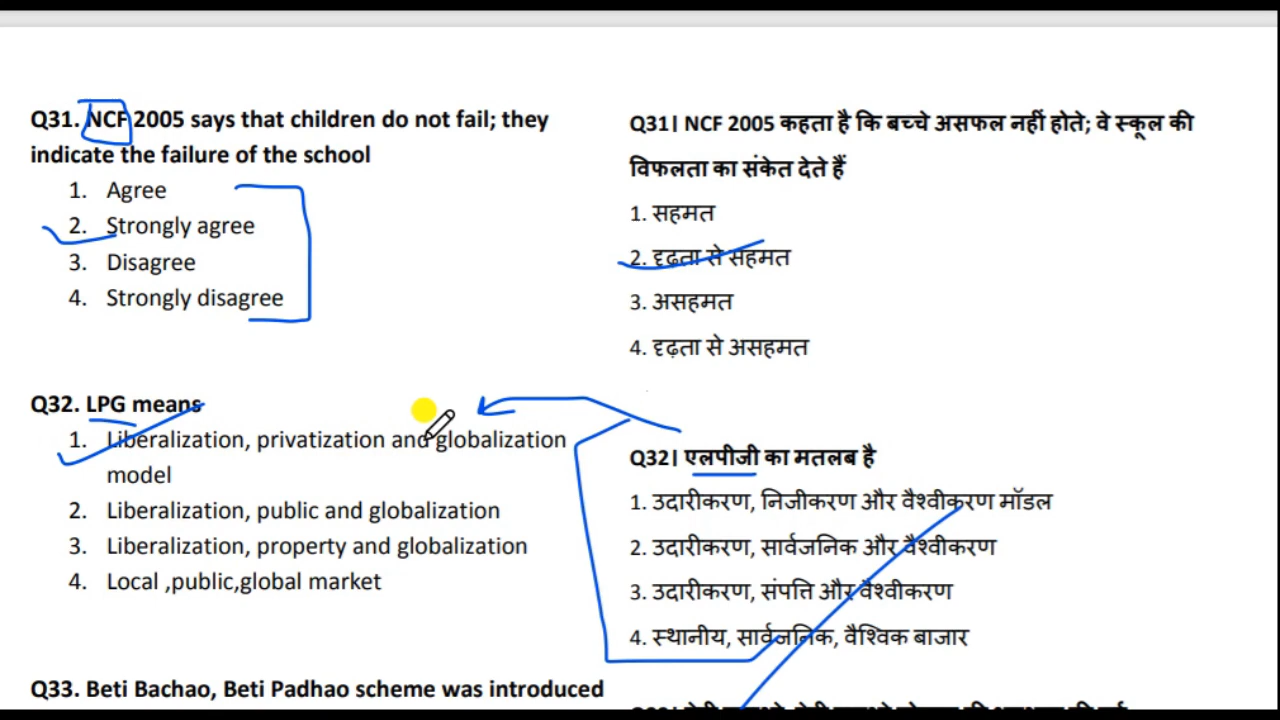 Q31. NCF 2005 says that children do not fail; they
indicate the failure of the school
1. Agree
2. Strongly agree
3. Disagree
4. Strongly disagree
Q32. LPG means
1. Liberalization, privatization and globalization
model
2. Liberalization, public and globalization
3. Liberalization, property and globalization
4. Local ,public,global market
Q33. Beti Bachao, Beti Padhao scheme was introduced
Q31। NCF 2005 कहता है कि बच्चे असफल नहीं होते; वे स्कूल की
विफलता का संकेत देते हैं
1. सहमत
2. दृढ़ता से सहमत
3. असहमत
4. दृढ़ता से असहमत
Q32। एलपीजी का मतलब है
1. उदारीकरण, निजीकरण और वैश्वीकरण मॉडल
2. उदारीकरण, सार्वजनिक और वैश्वीकरण
3. उदारीकरण, संपत्ति और वैश्वीकरण
4. स्थानीय, सार्वजनिक, वैश्विक बाजार